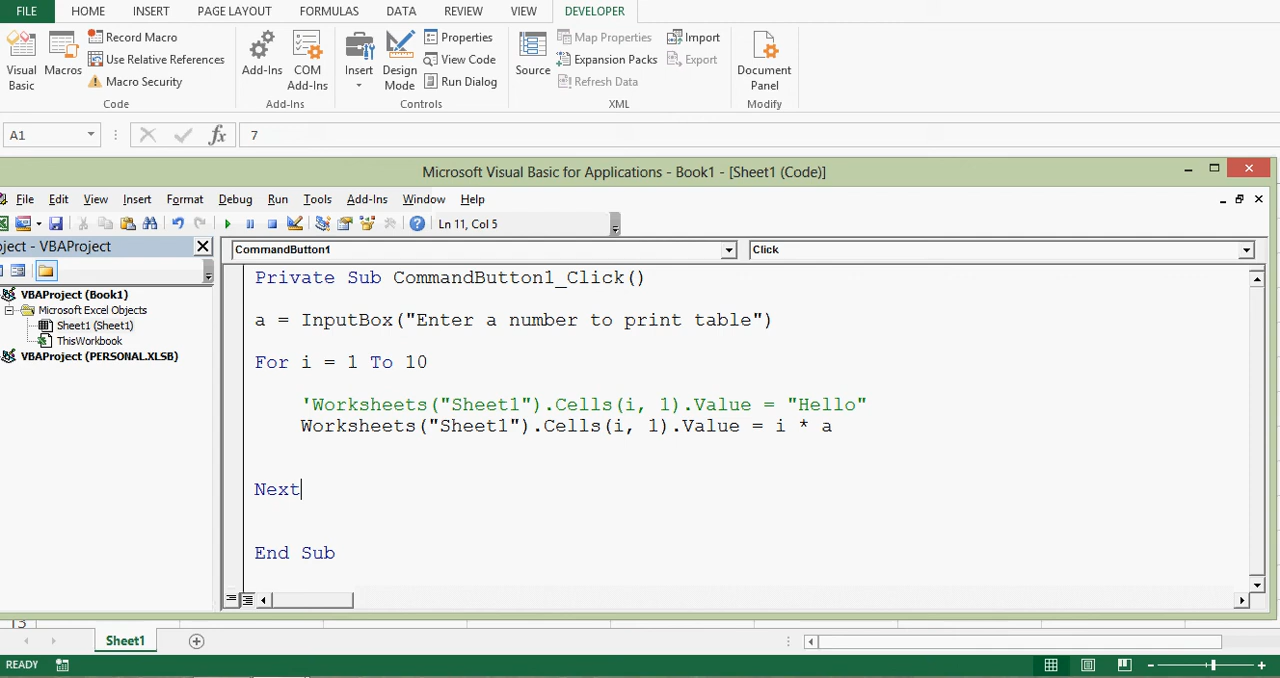 FILE HOME INSERT PAGE LAYOUT FORMULAS DATA REVIEW VIEW DEVELOPER
Visual Basic
Macros
Record Macro
Use Relative References
Macro Security
Code
Add-Ins
COM Add-Ins
Add-Ins
Insert
Design Mode
Properties
View Code
Run Dialog
Controls
Source
Map Properties
Expansion Packs
Refresh Data
Import
Export
XML
Document Panel
Modify
A1 fx 7
Microsoft Visual Basic for Applications - Book1 - [Sheet1 (Code)]
File Edit View Insert Format Debug Run Tools Add-Ins Window Help
Ln 11, Col 5
oject - VBAProject
VBAProject (Book1)
Microsoft Excel Objects
Sheet1 (Sheet1)
ThisWorkbook
VBAProject (PERSONAL.XLSB)
CommandButton1 Click
Private Sub CommandButton1_Click()
a = InputBox("Enter a number to print table")
For i = 1 To 10
'Worksheets("Sheet1").Cells(i, 1).Value = "Hello"
Worksheets("Sheet1").Cells(i, 1).Value = i * a
Next
End Sub
13
Sheet1
READY